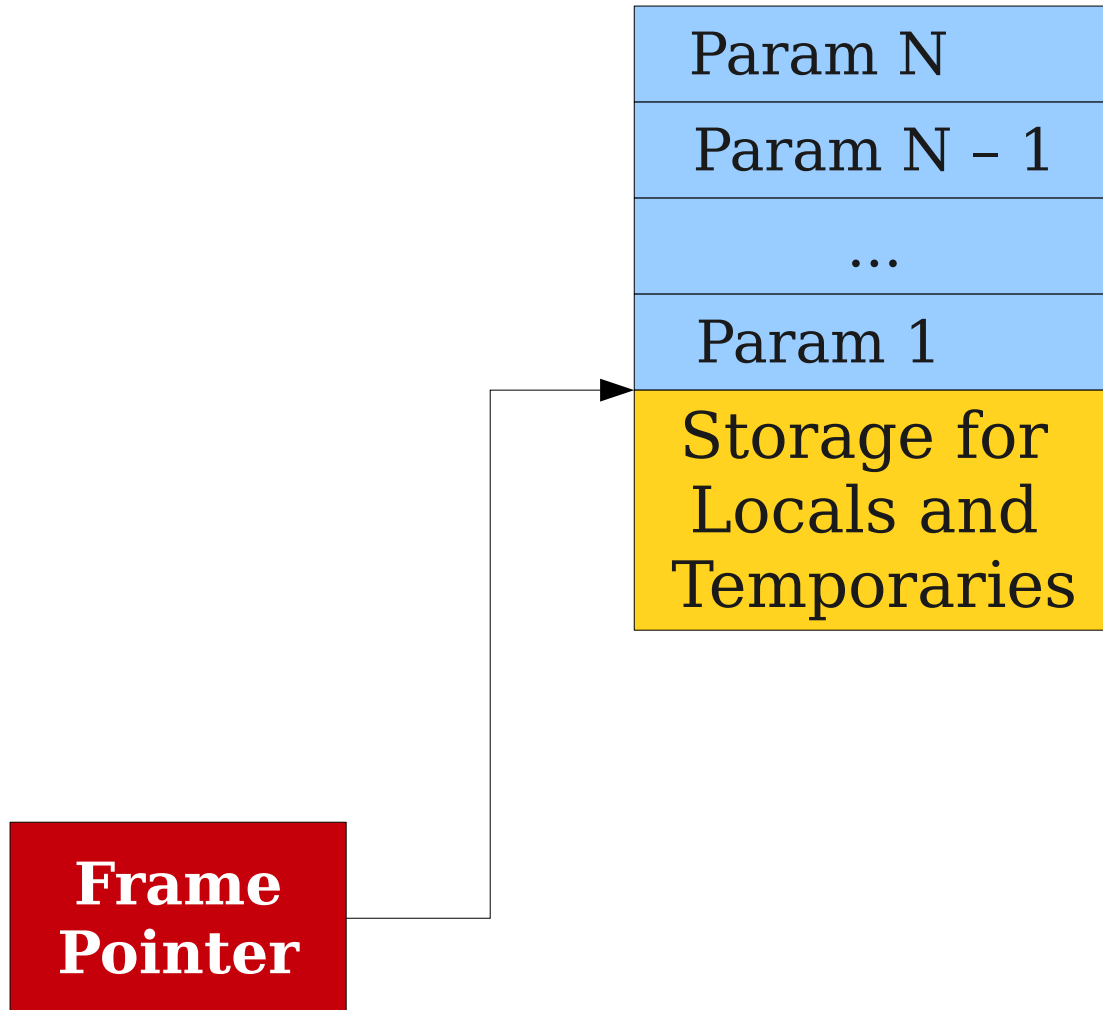 Param N
Param N – 1
...
Param 1
Storage for
Locals and
Temporaries
Frame
Pointer